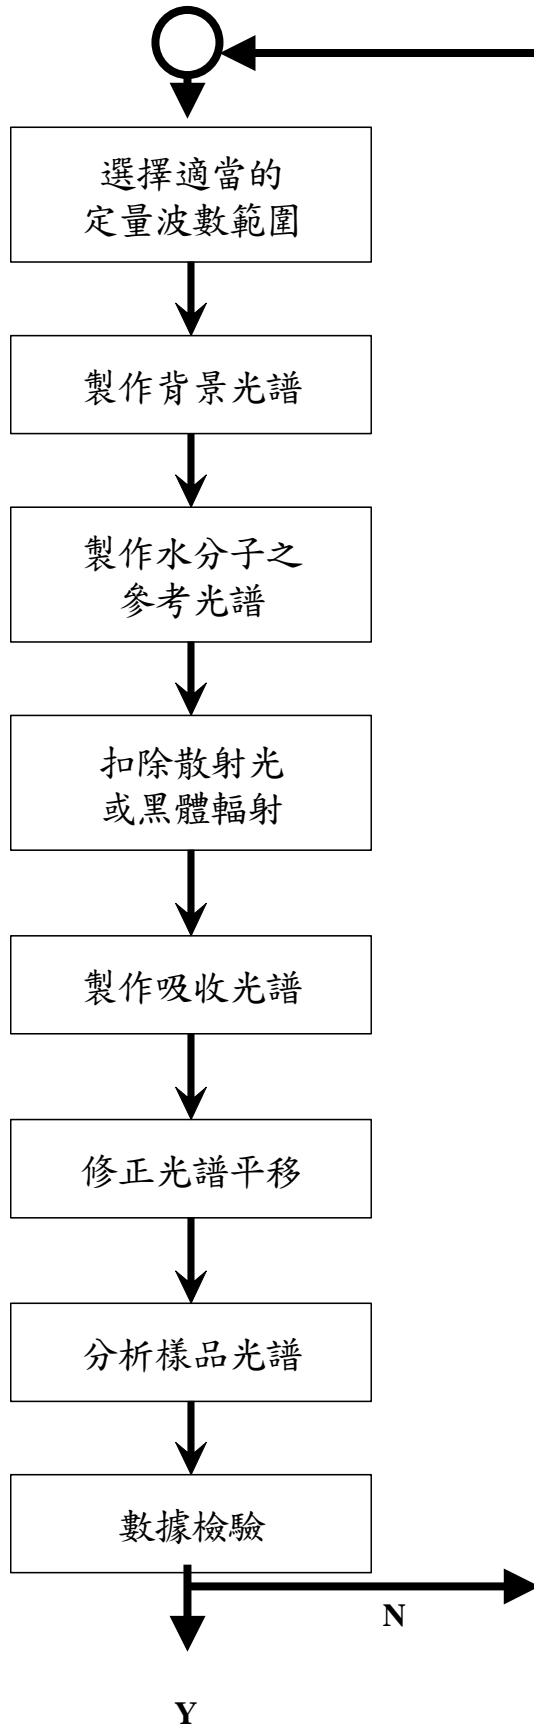 選擇適當的
定量波數範圍
製作背景光譜
製作水分子之
參考光譜
扣除散射光
或黑體輻射
製作吸收光譜
修正光譜平移
分析樣品光譜
數據檢驗
N
Y